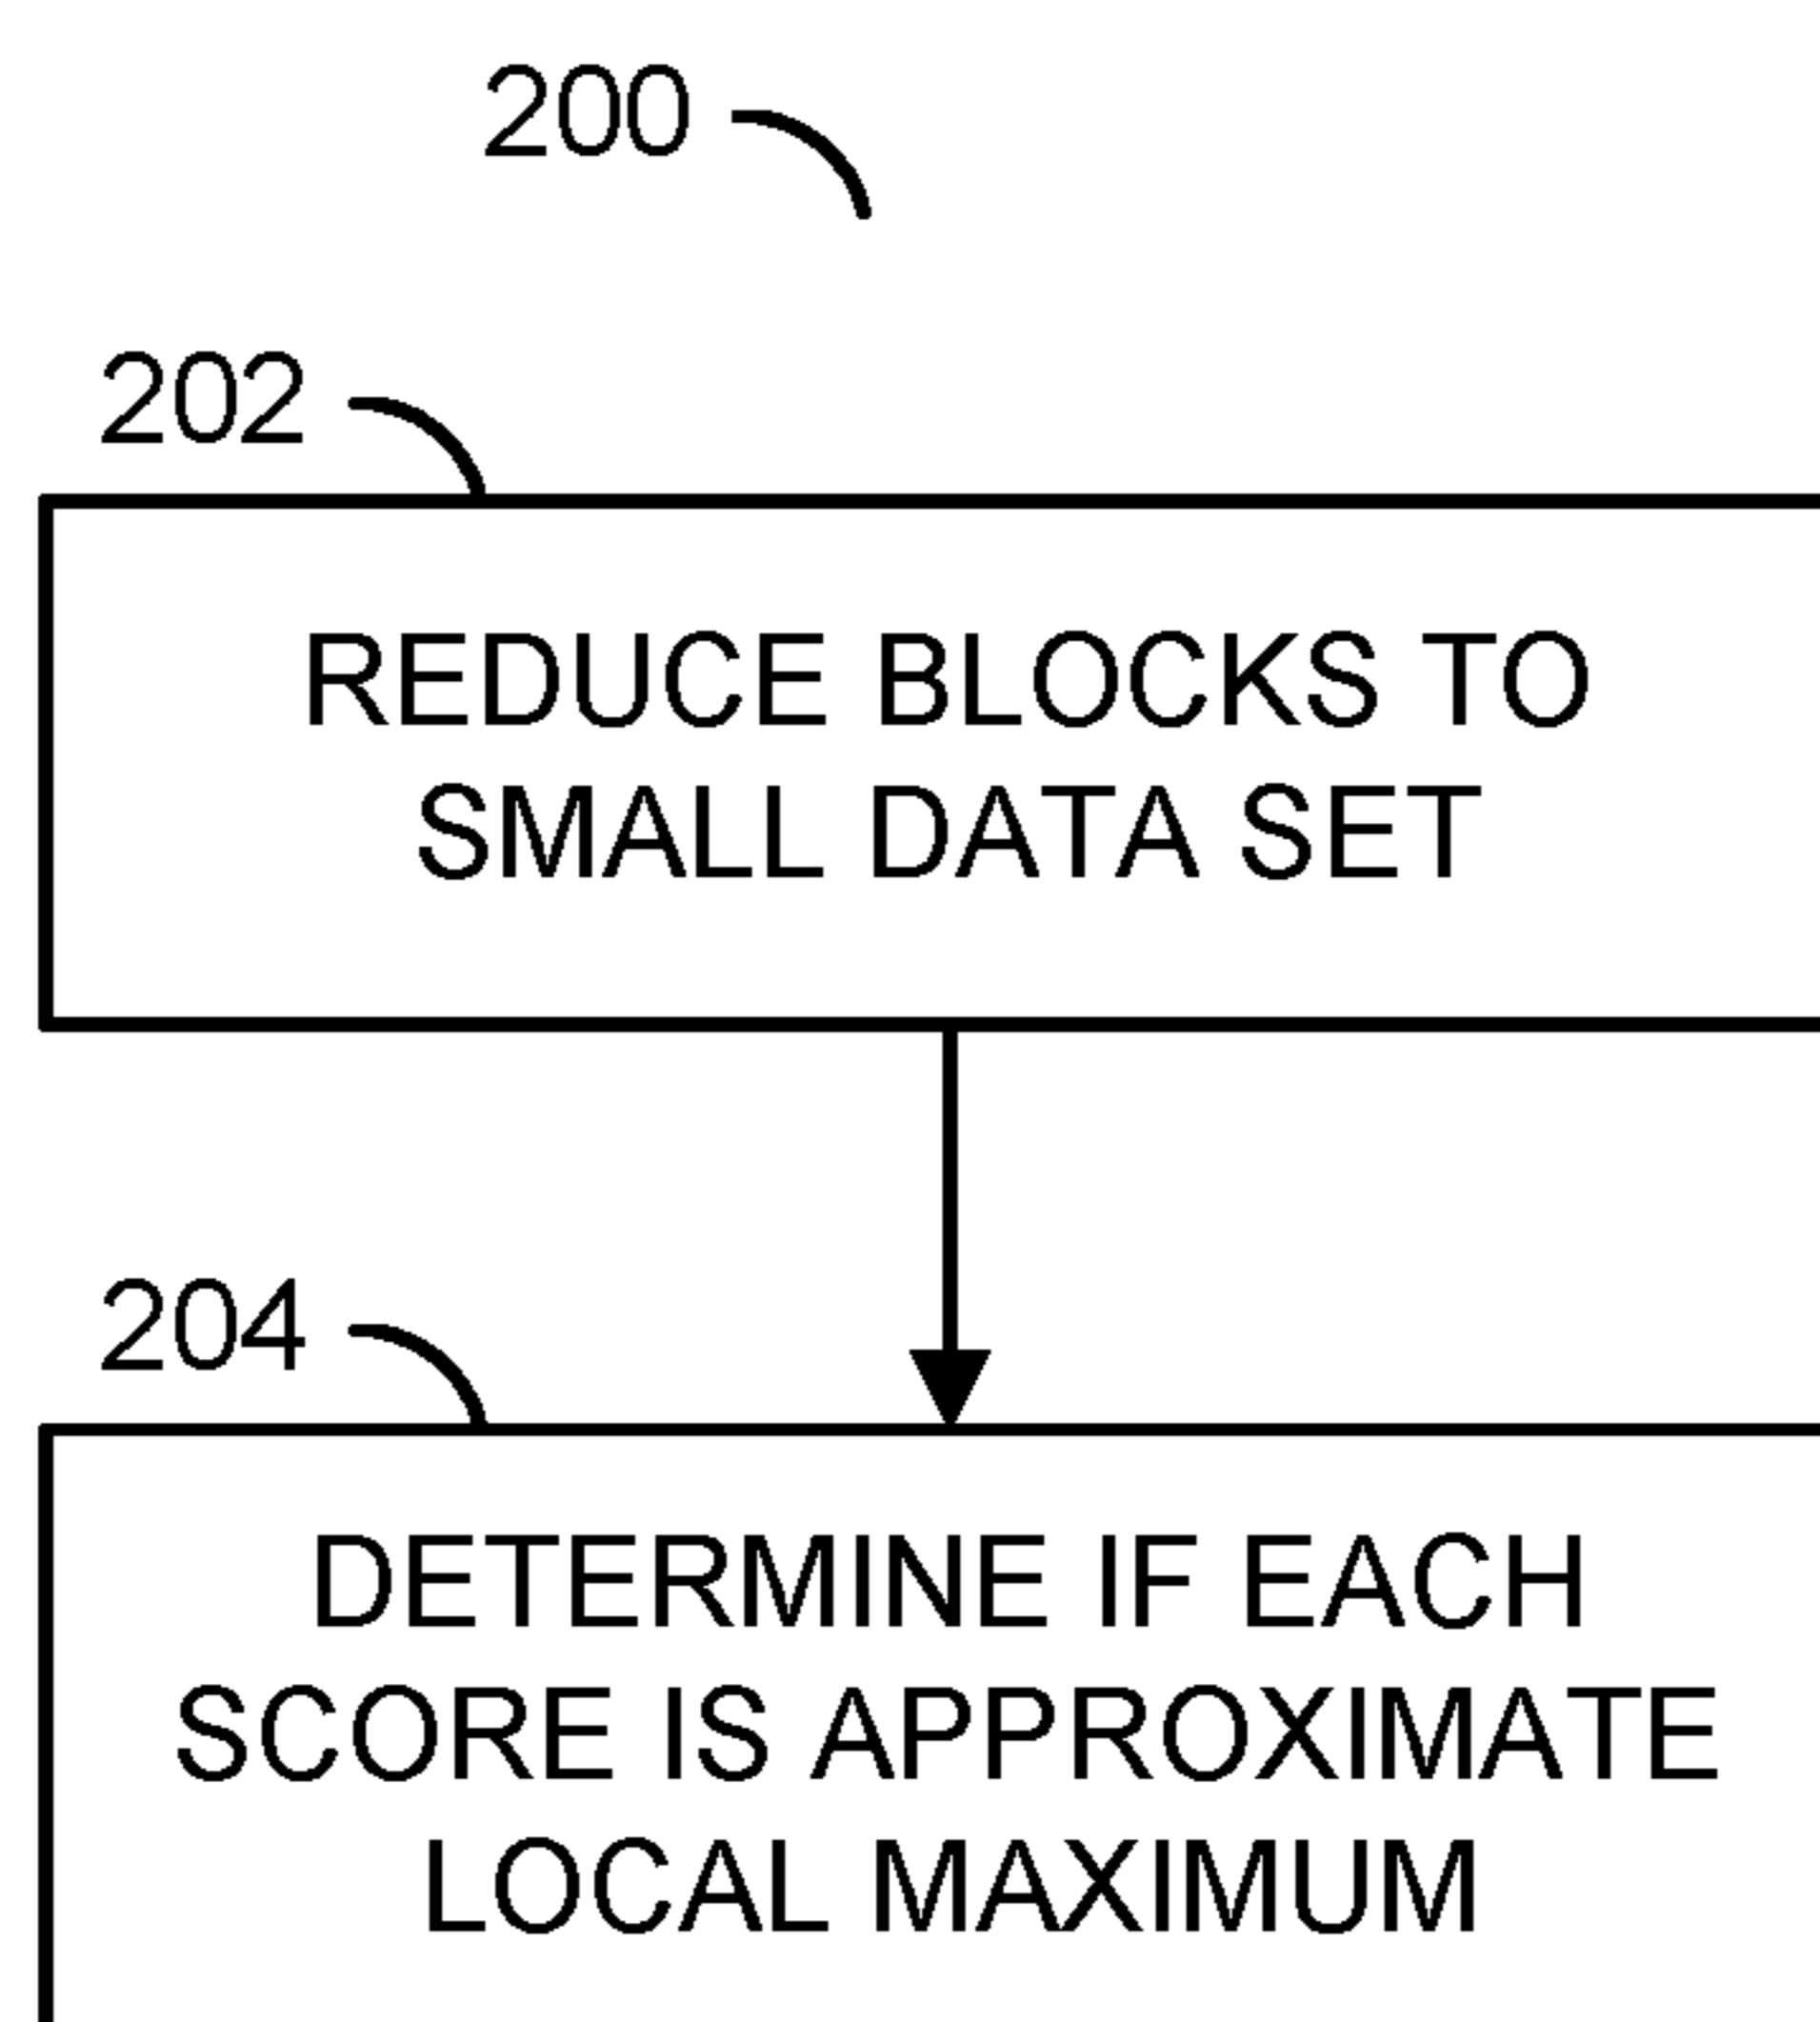 200
202
REDUCE BLOCKS TO
SMALL DATA SET
204
DETERMINE IF EACH
SCORE IS APPROXIMATE
LOCAL MAXIMUM